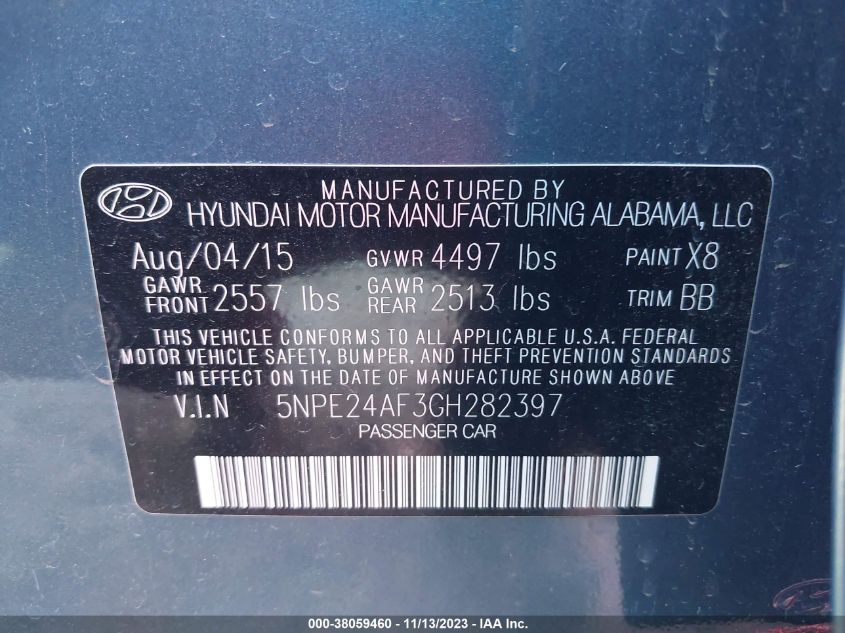 MANUFACTURED BY
HYUNDAI MOTOR MANUFACTURING ALABAMA, LLC
Aug/04/15 GVWR 4497 lbs PAINT X8
GAWR FRONT 2557 lbs GAWR REAR 2513 lbs TRIM BB
THIS VEHICLE CONFORMS TO ALL APPLICABLE U.S.A. FEDERAL
MOTOR VEHICLE SAFETY, BUMPER, AND THEFT PREVENTION STANDARDS
IN EFFECT ON THE DATE OF MANUFACTURE SHOWN ABOVE
V.I.N 5NPE24AF3GH282397
PASSENGER CAR
000-38059460 - 11/13/2023 - IAA Inc.